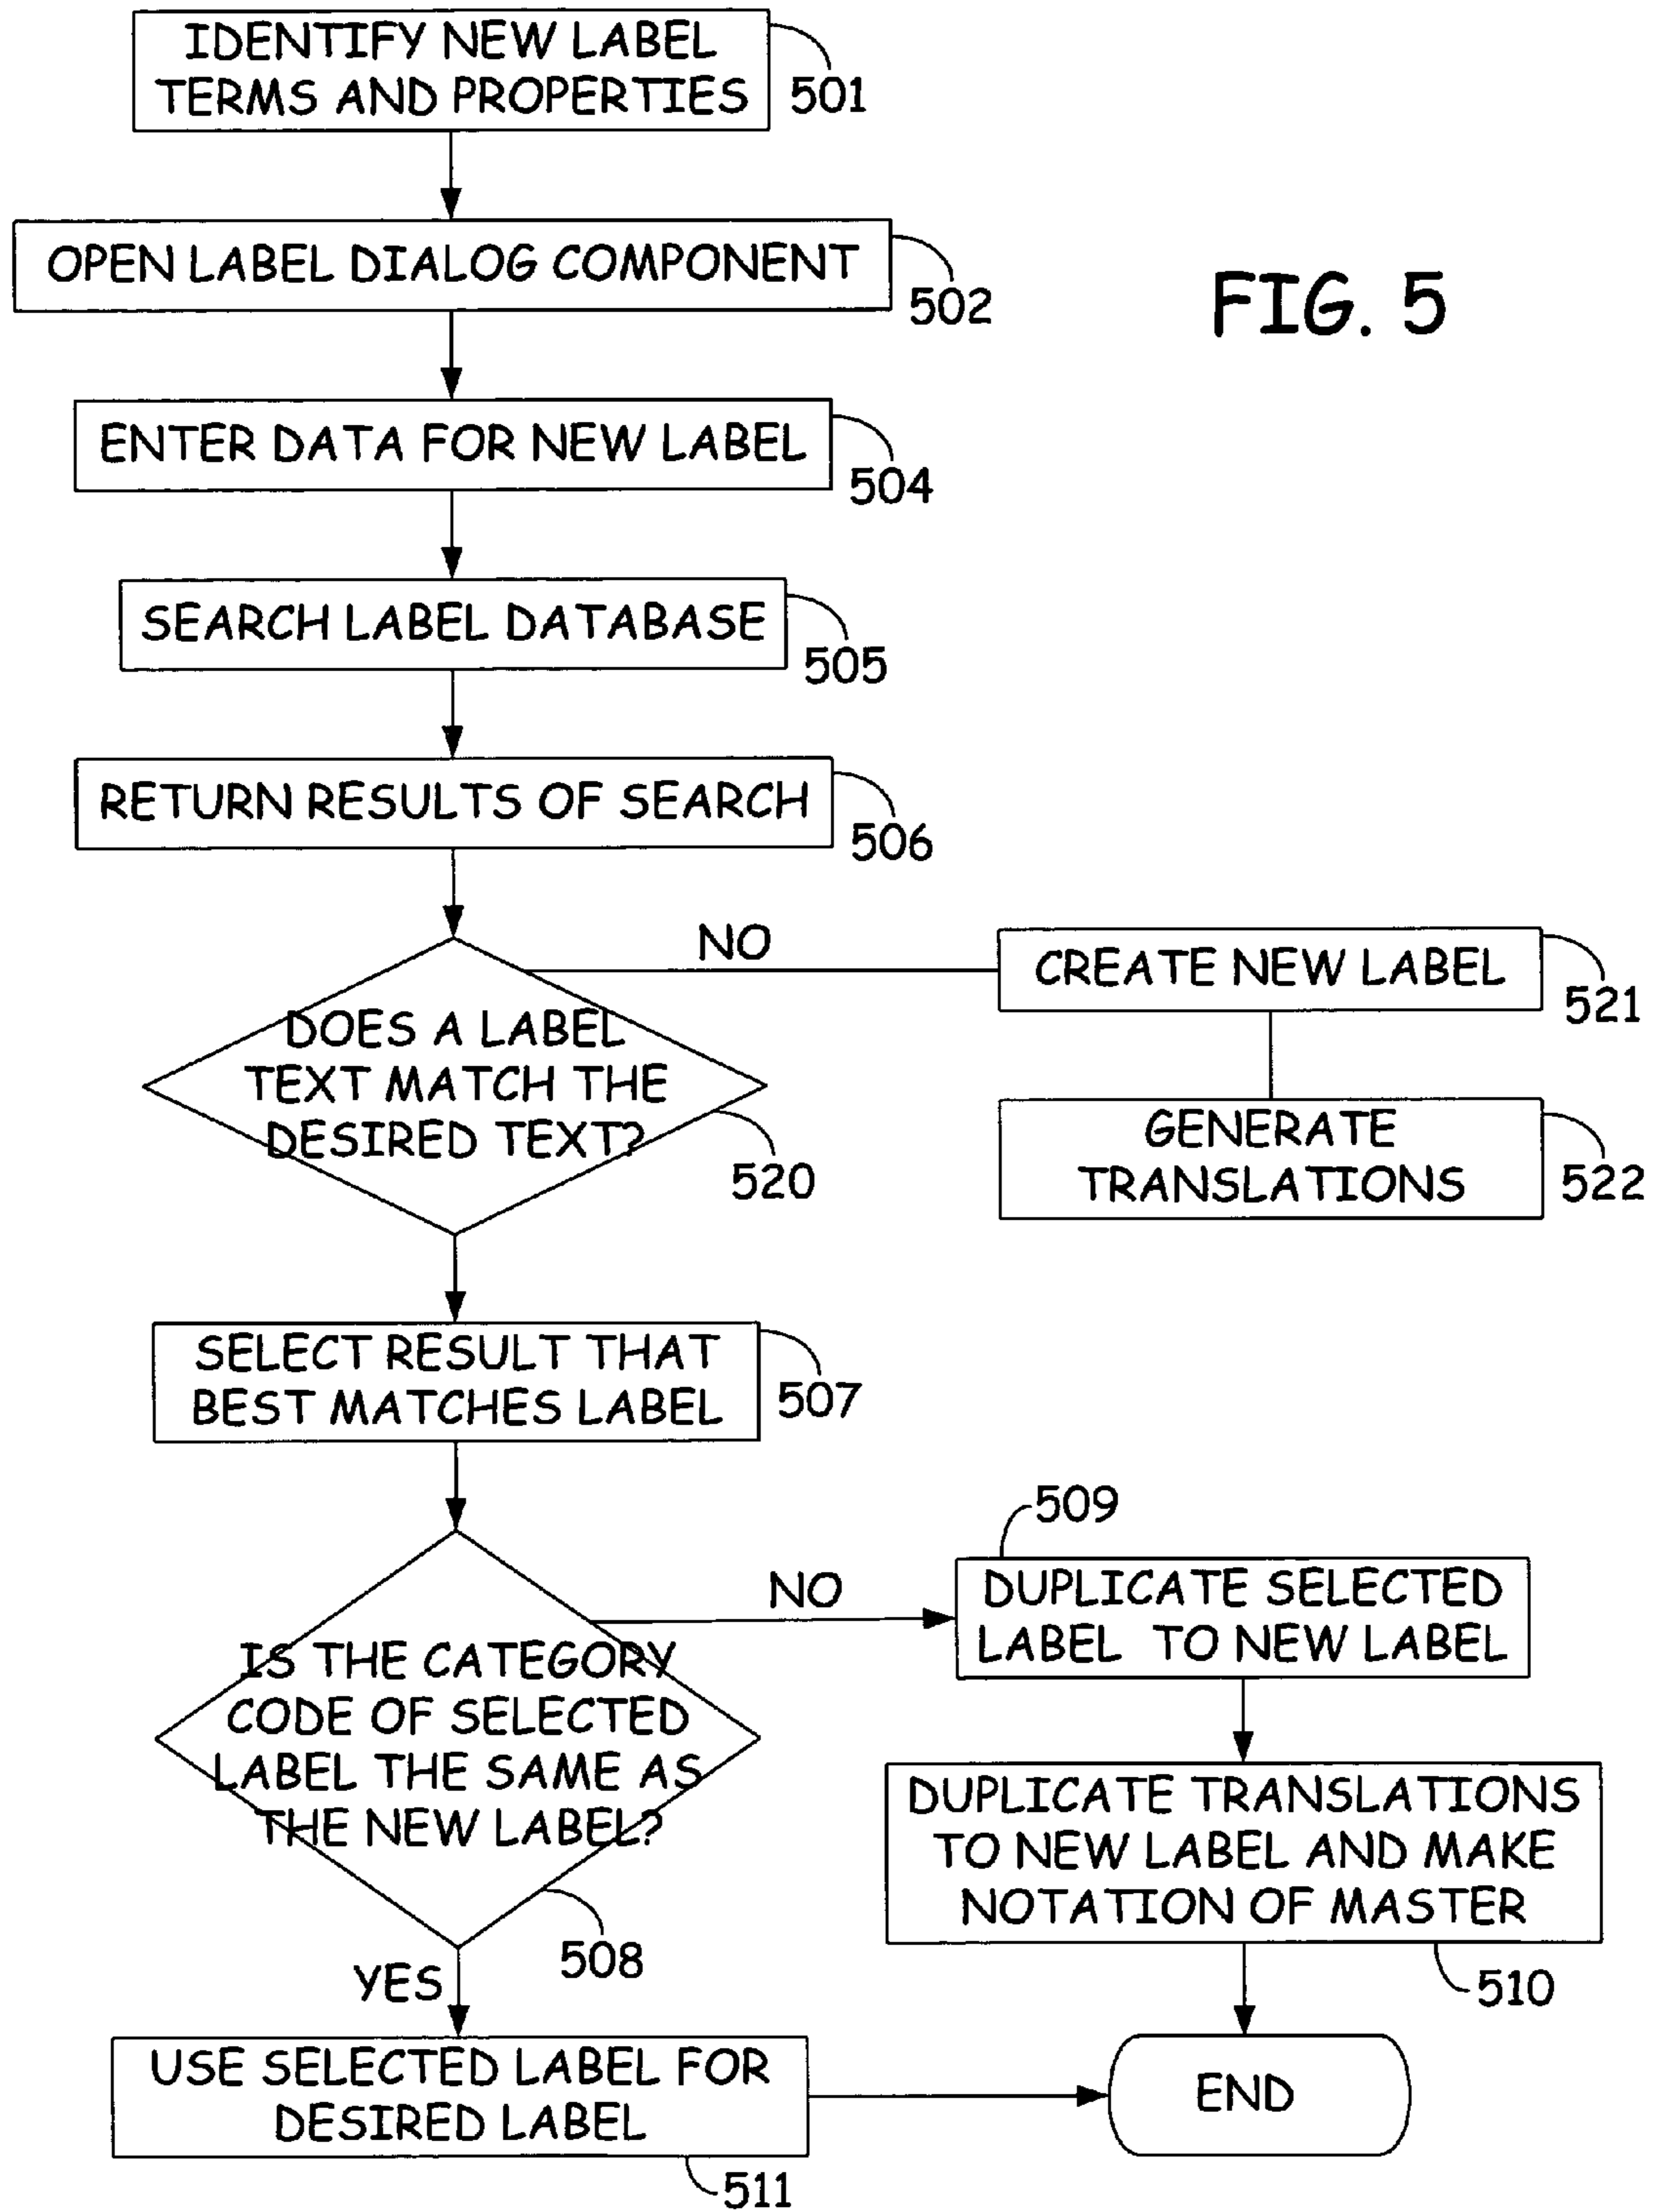 IDENTIFY NEW LABEL
TERMS AND PROPERTIES
501
OPEN LABEL DIALOG COMPONENT
502
FIG. 5
ENTER DATA FOR NEW LABEL
504
SEARCH LABEL DATABASE
505
RETURN RESULTS OF SEARCH
506
NO
CREATE NEW LABEL
521
DOES A LABEL
TEXT MATCH THE
DESIRED TEXT?
520
GENERATE
TRANSLATIONS
522
SELECT RESULT THAT
BEST MATCHES LABEL
507
509
NO
DUPLICATE SELECTED
LABEL TO NEW LABEL
IS THE CATEGORY
CODE OF SELECTED
LABEL THE SAME AS
THE NEW LABEL?
508
DUPLICATE TRANSLATIONS
TO NEW LABEL AND MAKE
NOTATION OF MASTER
510
YES
USE SELECTED LABEL FOR
DESIRED LABEL
511
END